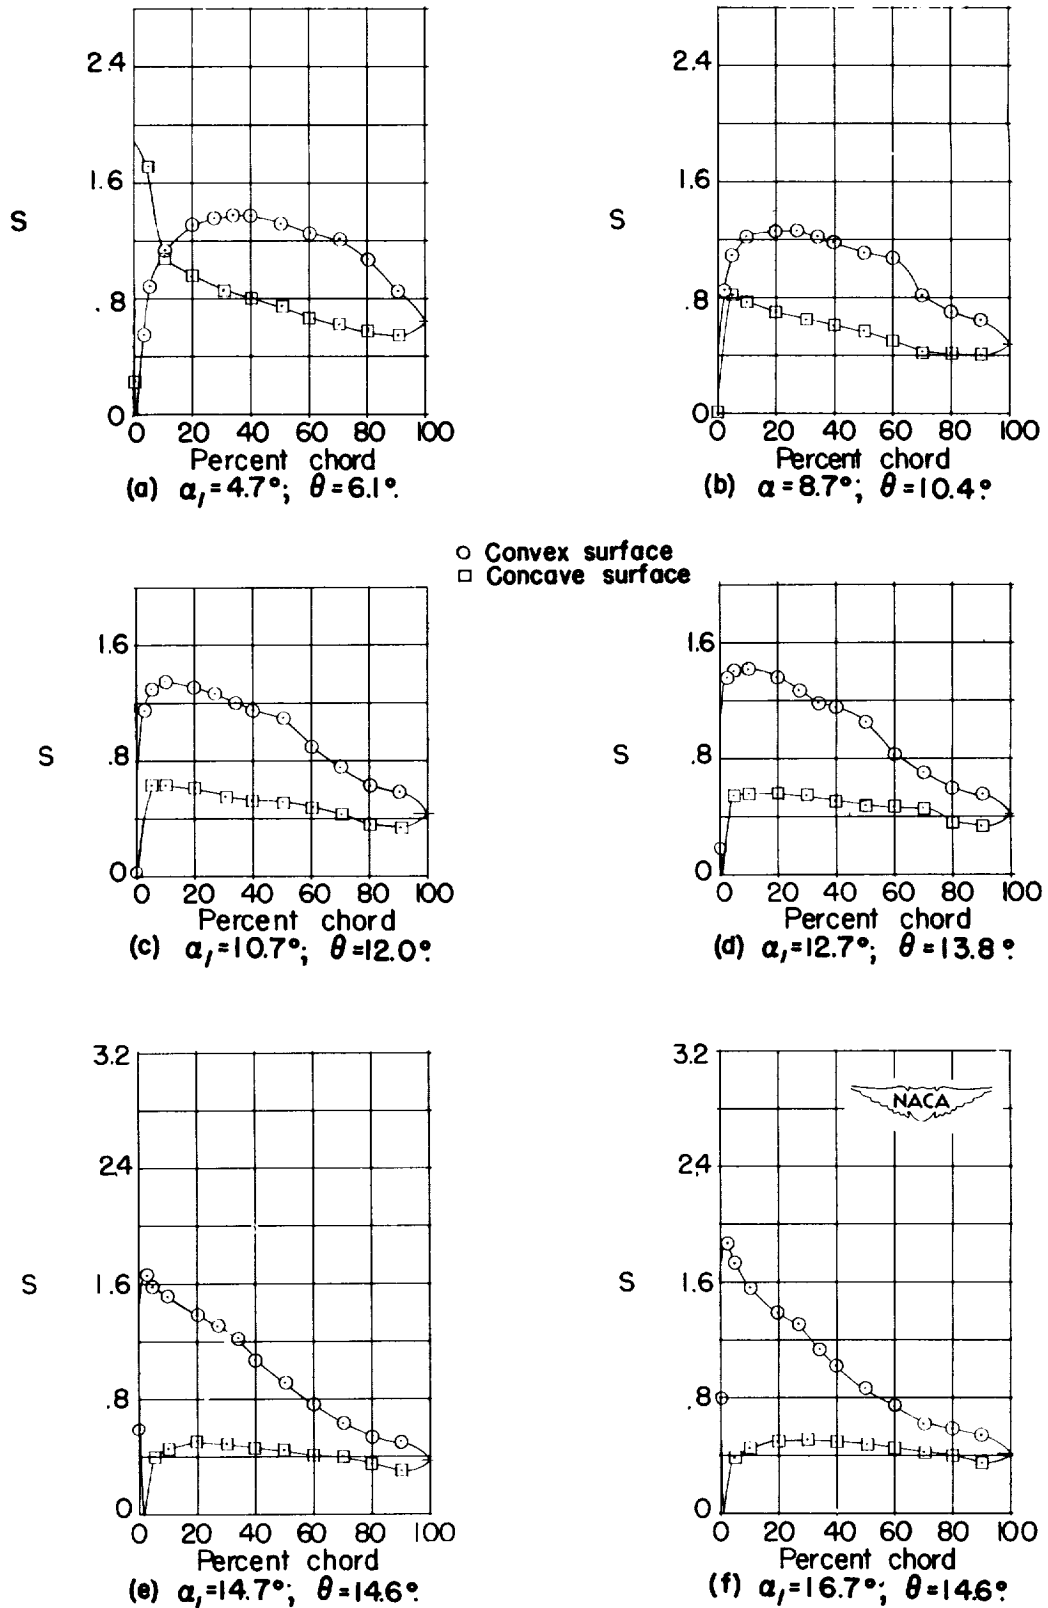 2.4
1.6
S
.8
0
0 20 40 60 80 100
Percent chord
(a) α₁=4.7°; θ=6.1°.
2.4
1.6
S
.8
0
0 20 40 60 80 100
Percent chord
(b) α=8.7°; θ=10.4°.
Convex surface
Concave surface
1.6
S
.8
0
0 20 40 60 80 100
Percent chord
(c) α₁=10.7°; θ=12.0°.
1.6
S
.8
0
0 20 40 60 80 100
Percent chord
(d) α₁=12.7°; θ=13.8°.
3.2
2.4
1.6
S
.8
0
0 20 40 60 80 100
Percent chord
(e) α₁=14.7°; θ=14.6°.
3.2
NACA
2.4
1.6
S
.8
0
0 20 40 60 80 100
Percent chord
(f) α₁=16.7°; θ=14.6°.